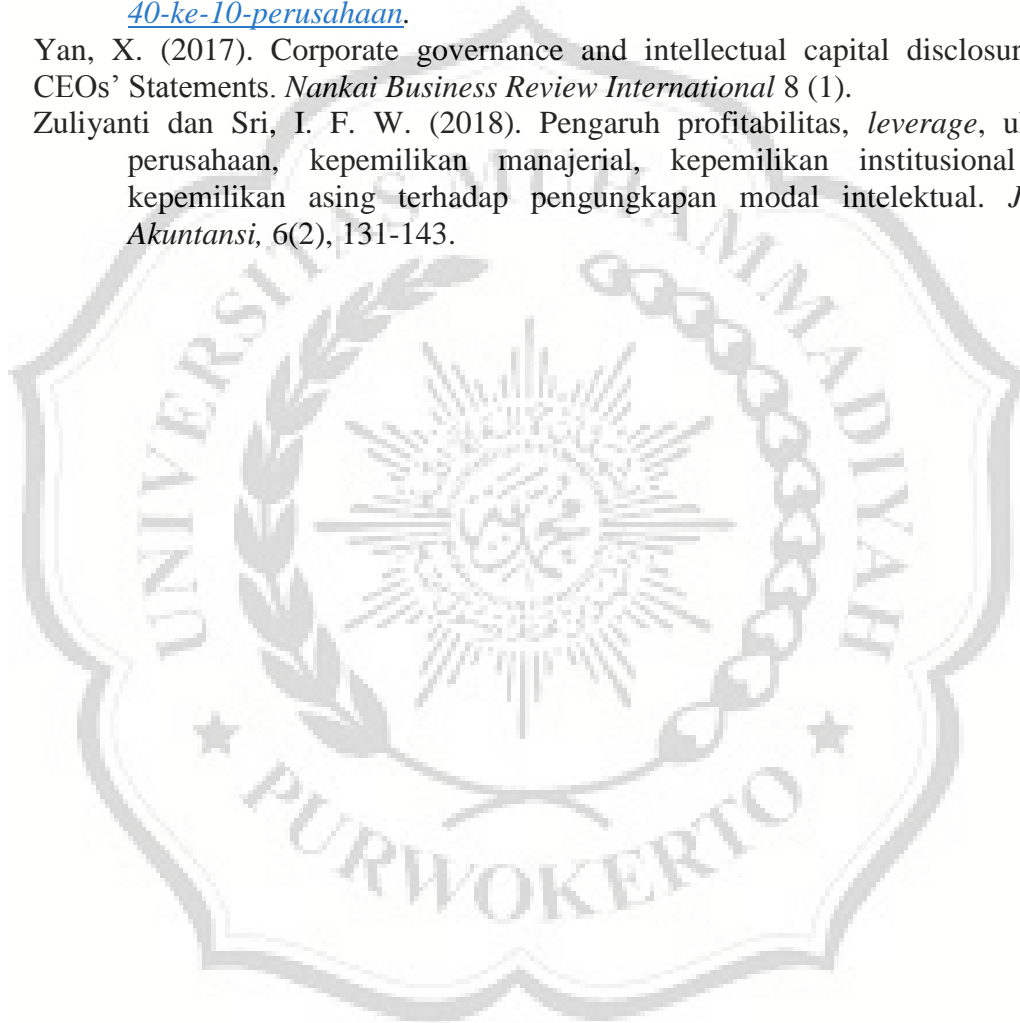 40-ke-10-perusahaan.
Yan, X. (2017). Corporate governance and intellectual capital disclosur
CEOs’ Statements. Nankai Business Review International 8 (1).
Zuliyanti dan Sri, I. F. W. (2018). Pengaruh profitabilitas, leverage, u
perusahaan, kepemilikan manajerial, kepemilikan institusional
kepemilikan asing terhadap pengungkapan modal intelektual. J
Akuntansi, 6(2), 131-143.
UNIVERSITAS MUHAMMADIYAH
PURWOKERTO